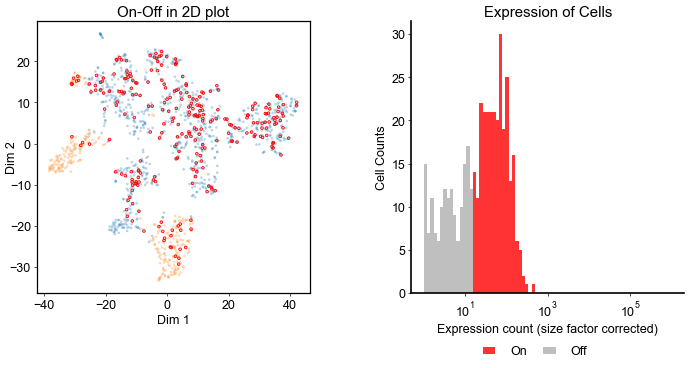 On-Off in 2D plot
Dim 2
20
10
0
−10
−20
−30
−40
−20
0
20
40
Dim 1
Expression of Cells
Cell Counts
30
25
20
15
10
5
0
10^1
10^3
10^5
Expression count (size factor corrected)
On
Off